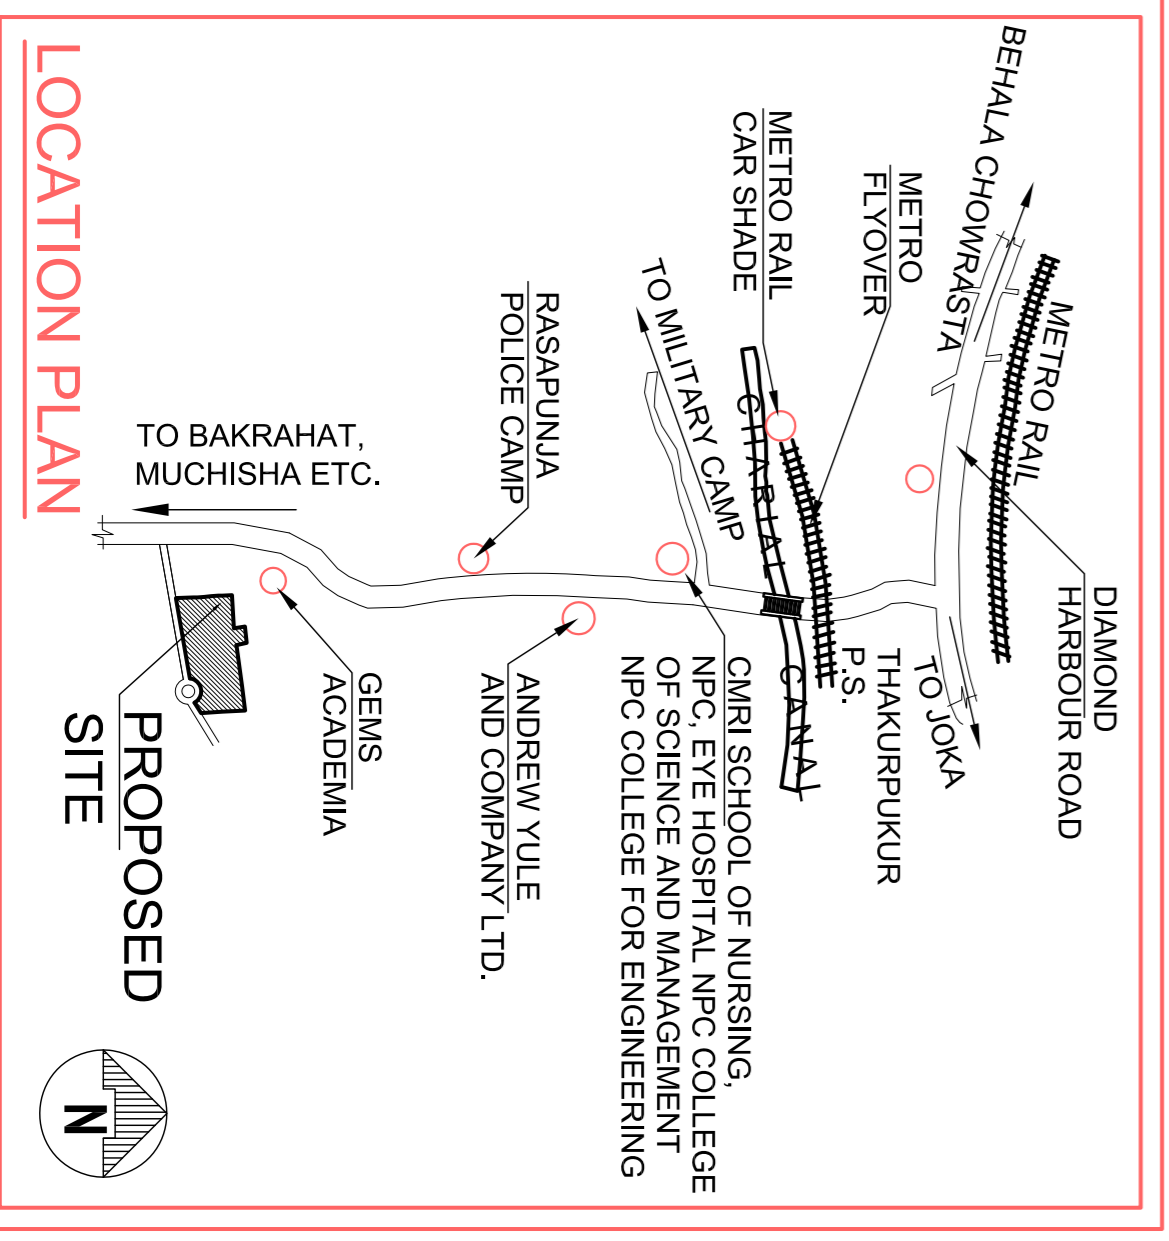 BEHALA CHOWRASTA
METRO RAIL
DIAMOND
HARBOUR ROAD
METRO
FLYOVER
TO JOKA
THAKURPUKUR
P.S.
METRO RAIL
CAR SHADE
CHARIAL CANAL
TO MILITARY CAMP
CMRI SCHOOL OF NURSING,
NPC, EYE HOSPITAL NPC COLLEGE
OF SCIENCE AND MANAGEMENT
NPC COLLEGE FOR ENGINEERING
RASAPUNJA
POLICE CAMP
ANDREW YULE
AND COMPANY LTD.
GEMS
ACADEMIA
TO BAKRAHAT,
MUCHISHA ETC.
PROPOSED
SITE
LOCATION PLAN
N